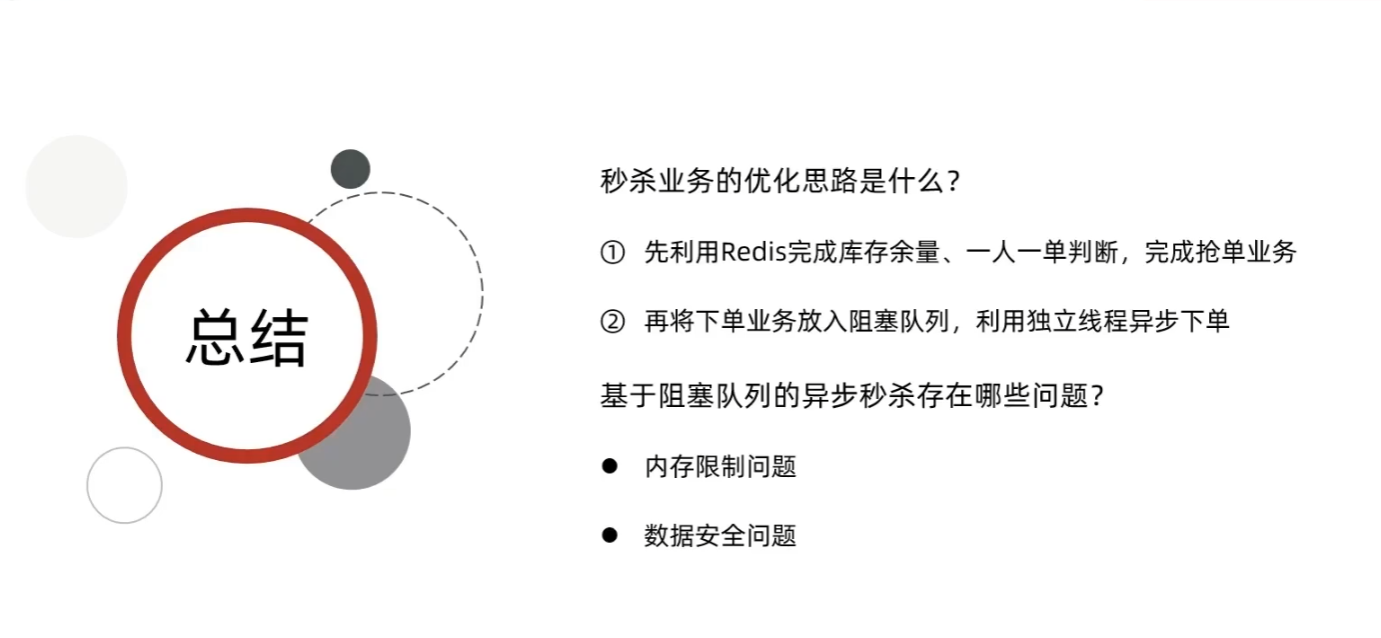 总结
秒杀业务的优化思路是什么？
① 先利用Redis完成库存余量、一人一单判断，完成抢单业务
② 再将下单业务放入阻塞队列，利用独立线程异步下单
基于阻塞队列的异步秒杀存在哪些问题？
● 内存限制问题
● 数据安全问题